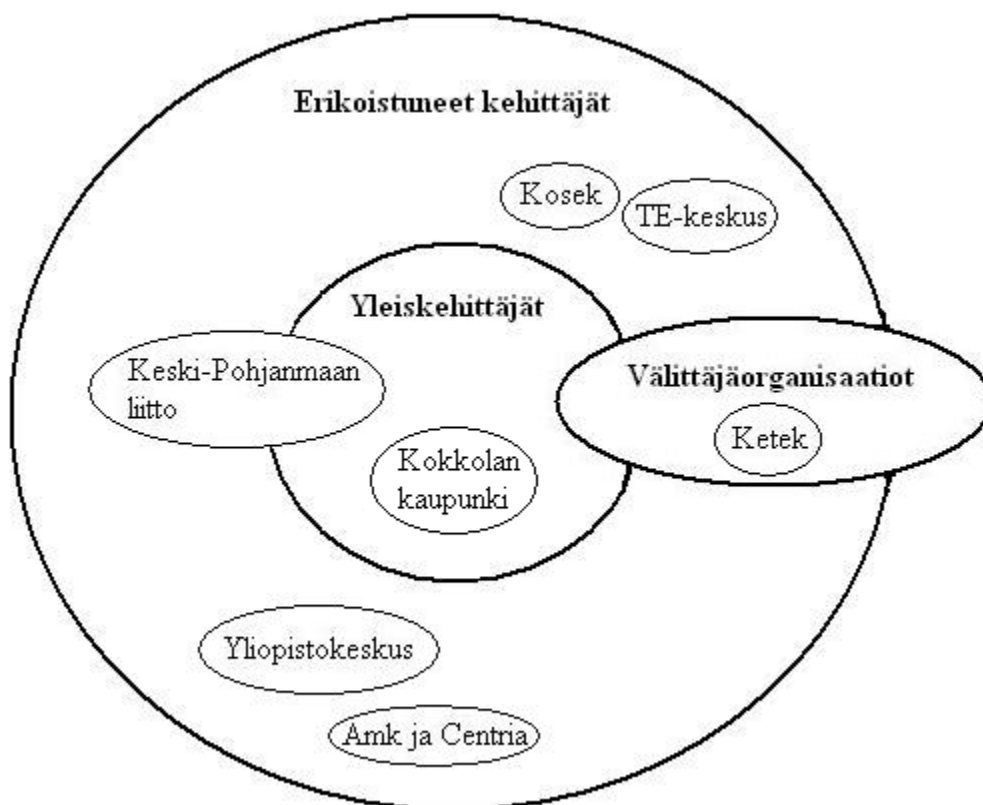 Erikoistuneet kehittäjät
Kosek
TE-keskus
Yleiskehittäjät
Keski-Pohjanmaan
liitto
Välittäjäorganisaatiot
Ketek
Kokkolan
kaupunki
Yliopistokeskus
Amk ja Centria